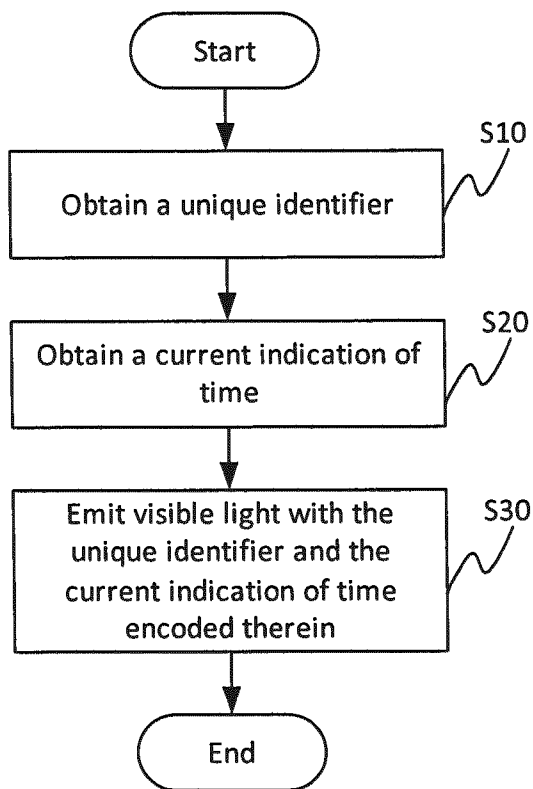 Start
S10
Obtain a unique identifier
S20
Obtain a current indication of
time
S30
Emit visible light with the
unique identifier and the
current indication of time
encoded therein
End